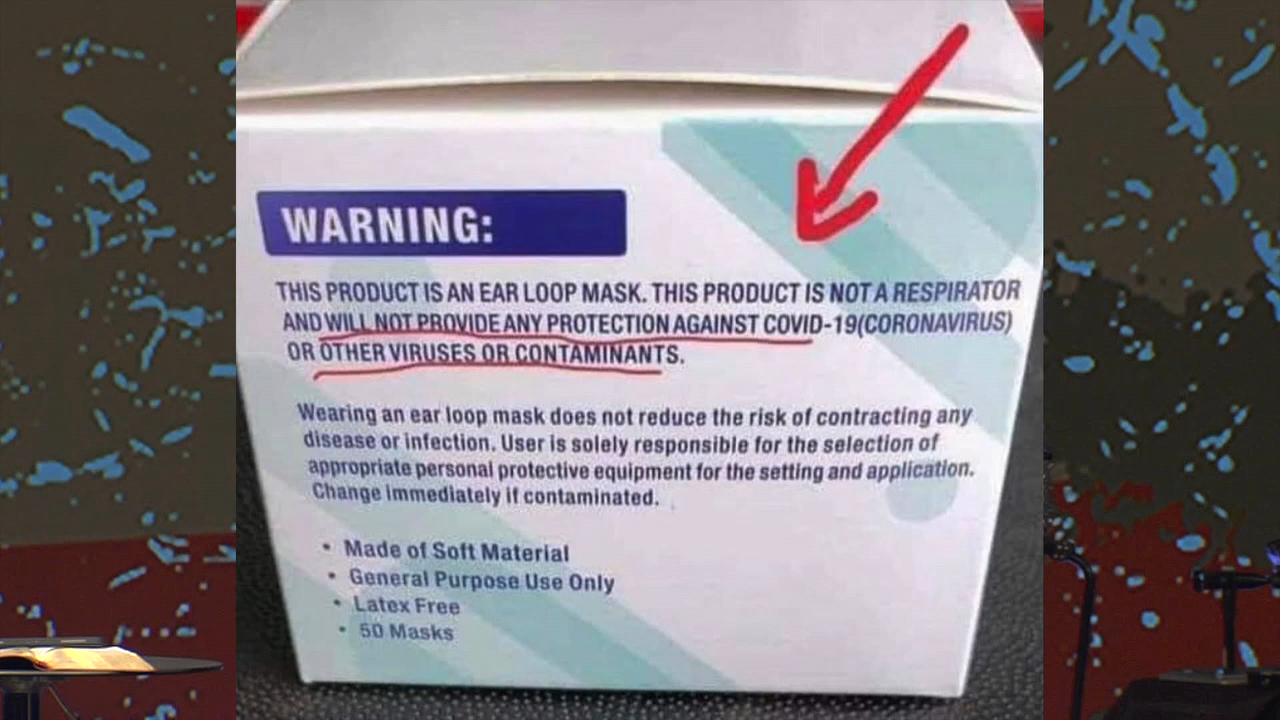 WARNING:
THIS PRODUCT IS AN EAR LOOP MASK. THIS PRODUCT IS NOT A RESPIRATOR
AND WILL NOT PROVIDE ANY PROTECTION AGAINST COVID-19(CORONAVIRUS)
OR OTHER VIRUSES OR CONTAMINANTS.
Wearing an ear loop mask does not reduce the risk of contracting any
disease or infection. User is solely responsible for the selection of
appropriate personal protective equipment for the setting and application.
Change immediately if contaminated.
• Made of Soft Material
• General Purpose Use Only
• Latex Free
• 50 Masks